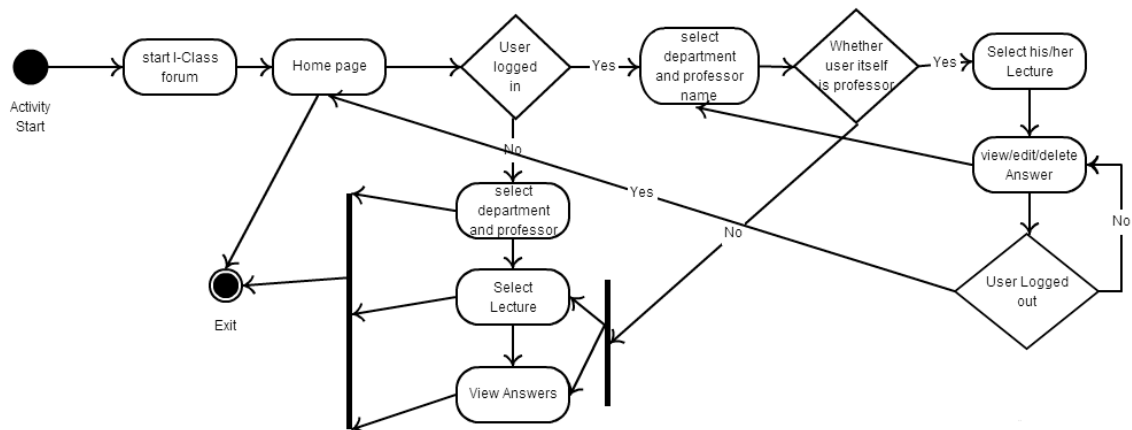 Activity
Start
start I-Class
forum
Home page
User
logged
in
Yes
select
department
and professor
name
Whether
user itself
is professor
Yes
Select his/her
Lecture
view/edit/delete
Answer
No
User Logged
out
Yes
No
No
select
department
and professor
Select
Lecture
View Answers
Exit